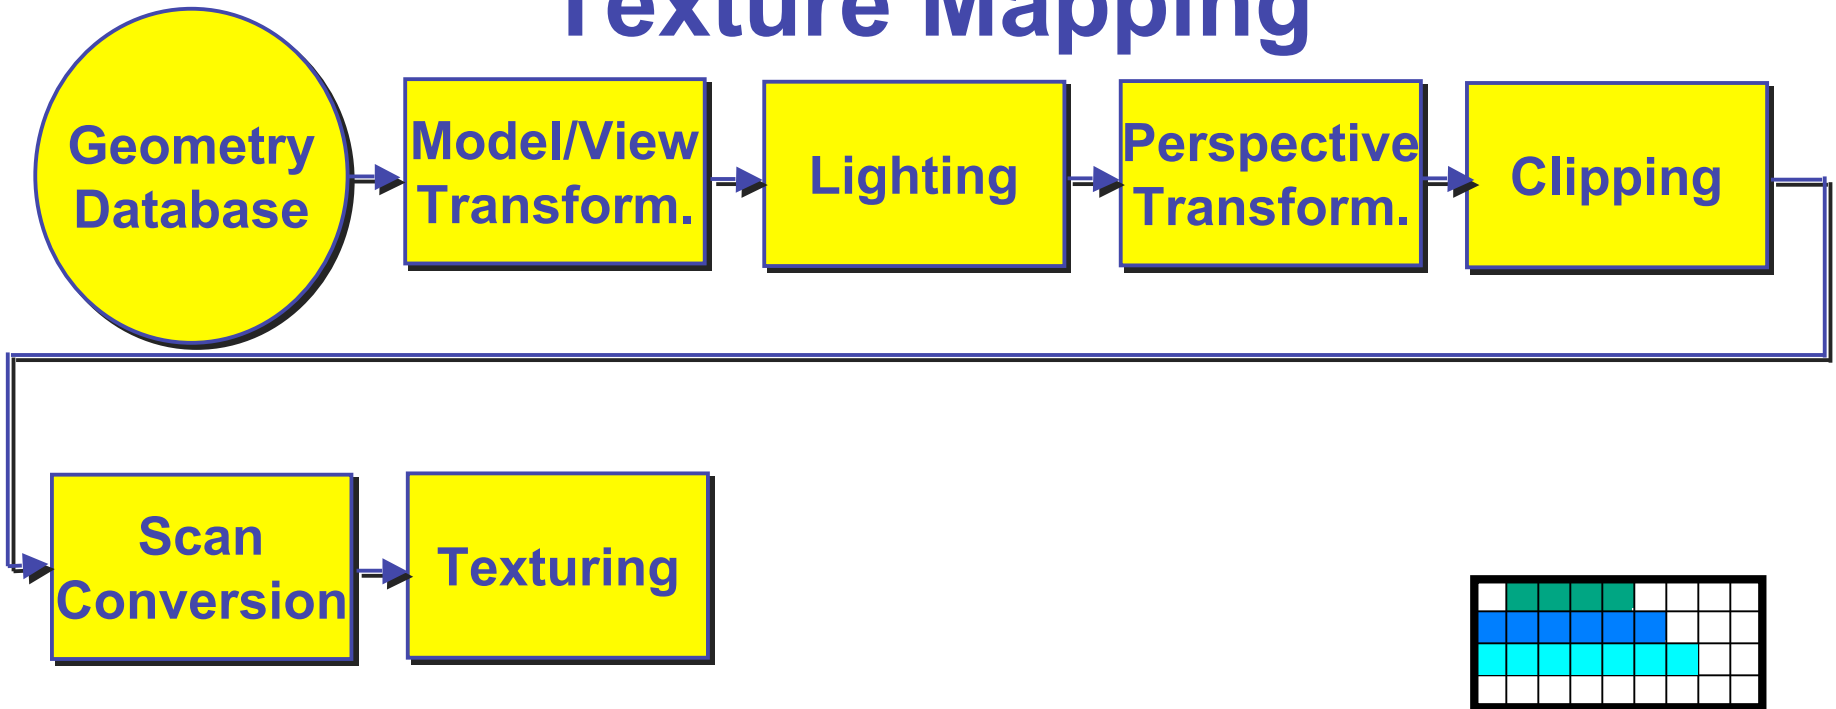 Texture Mapping
Geometry
Database
Model/View
Transform.
Lighting
Perspective
Transform.
Clipping
Scan
Conversion
Texturing